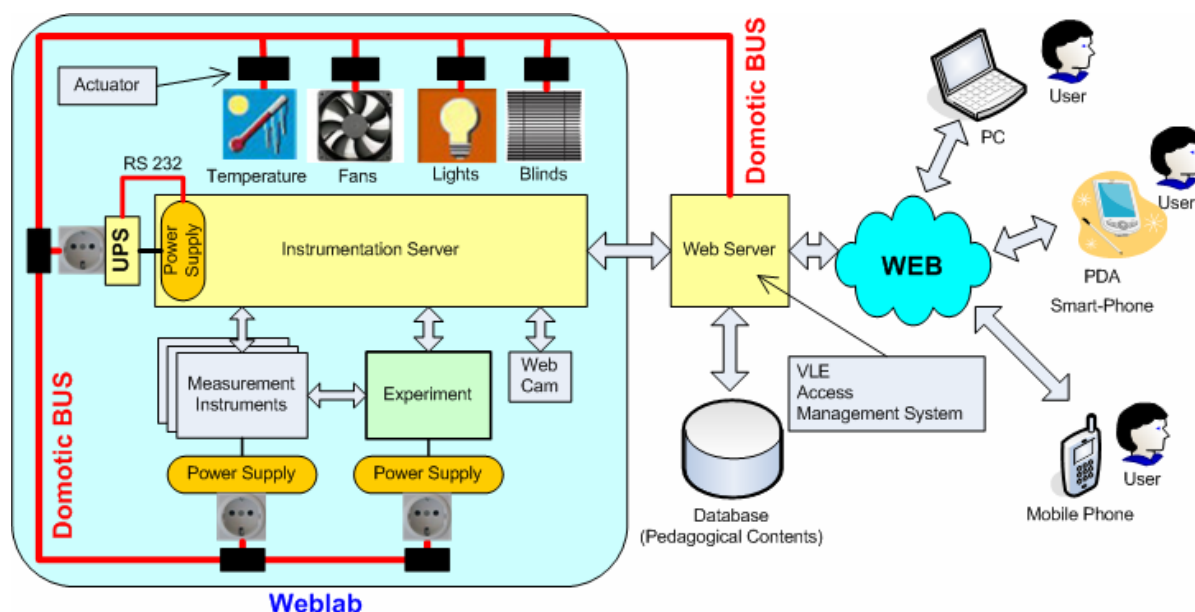 Actuator
Temperature
Fans
Lights
Blinds
RS 232
UPS
Power
Supply
Instrumentation Server
Measurement
Instruments
Experiment
Web
Cam
Power Supply
Power Supply
Domotic BUS
Weblab
Domotic BUS
Web Server
VLE
Access
Management System
Database
(Pedagogical Contents)
WEB
PC
User
User
PDA
Smart-Phone
User
Mobile Phone